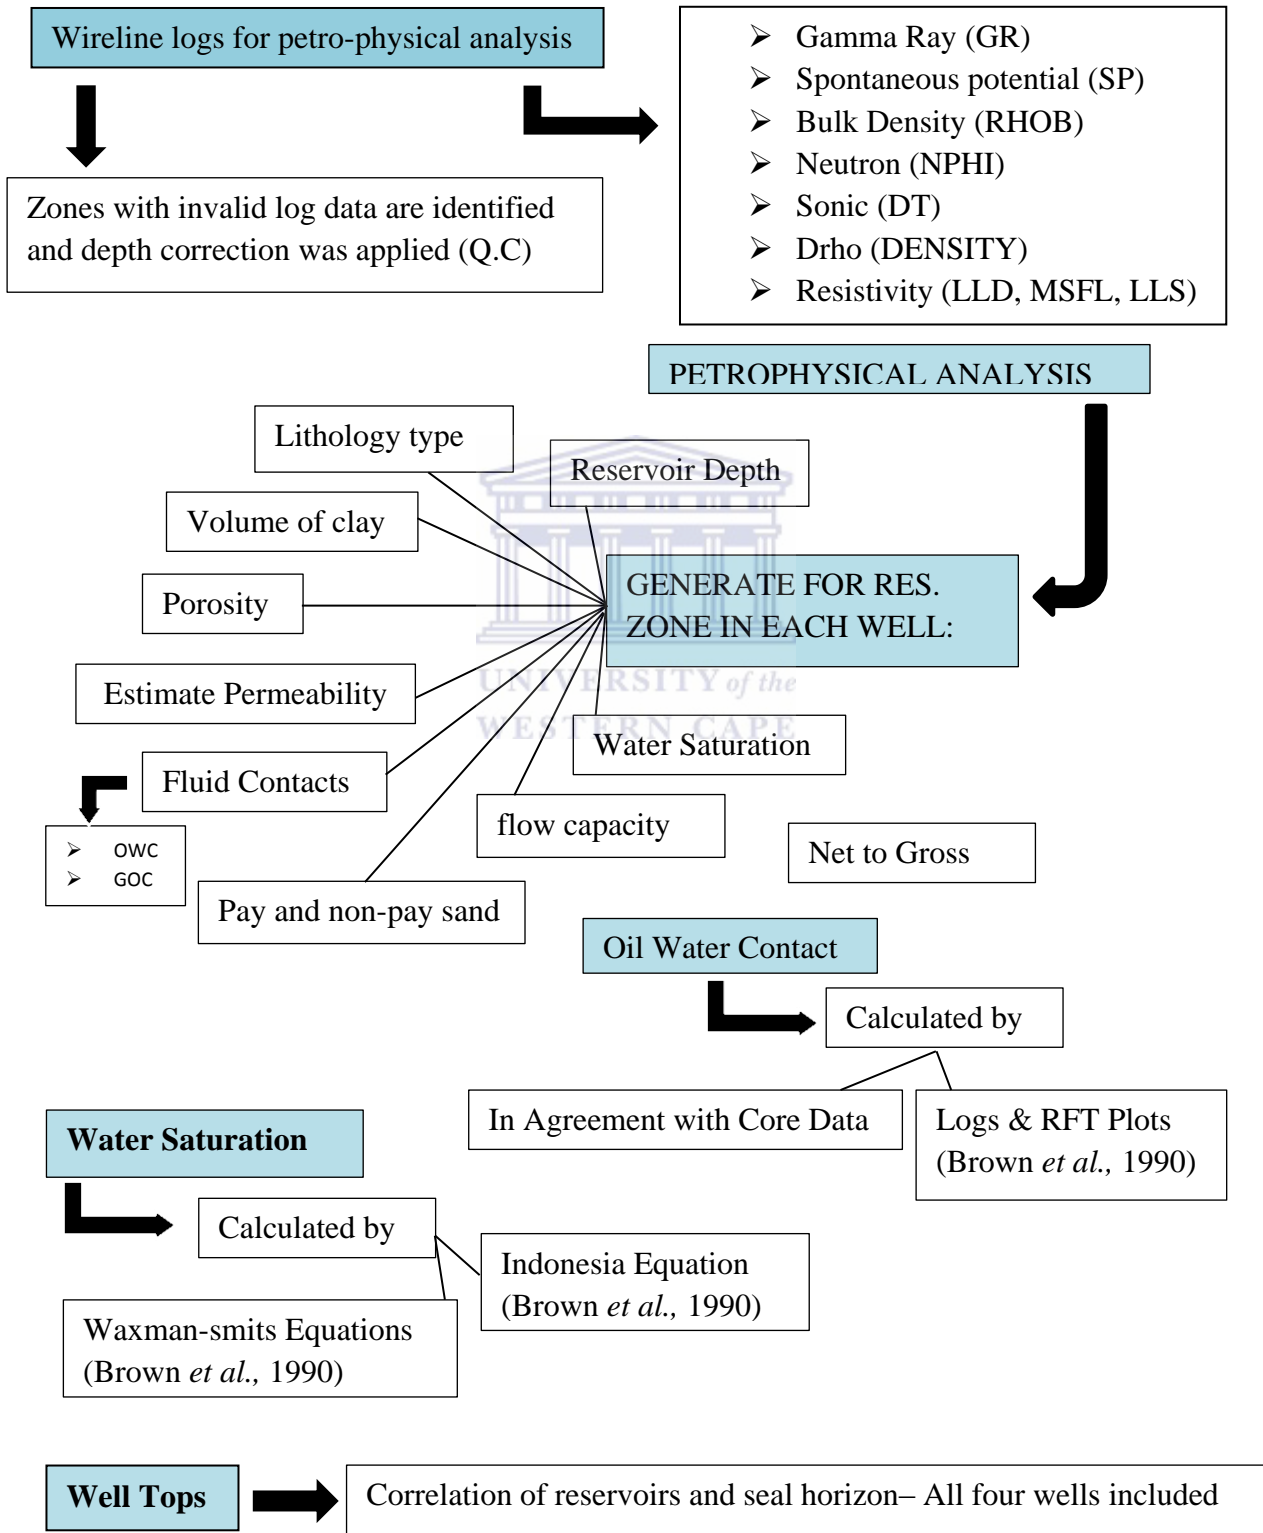 Wireline logs for petro-physical analysis
➢ Gamma Ray (GR)
➢ Spontaneous potential (SP)
➢ Bulk Density (RHOB)
➢ Neutron (NPHI)
➢ Sonic (DT)
➢ Drho (DENSITY)
➢ Resistivity (LLD, MSFL, LLS)
Zones with invalid log data are identified
and depth correction was applied (Q.C)
PETROPHYSICAL ANALYSIS
Lithology type
Reservoir Depth
Volume of clay
Porosity
GENERATE FOR RES.
ZONE IN EACH WELL:
Estimate Permeability
UNIVERSITY of the
WESTERN CAPE
Water Saturation
Fluid Contacts
➢ OWC
➢ GOC
flow capacity
Net to Gross
Pay and non-pay sand
Oil Water Contact
Calculated by
In Agreement with Core Data
Logs & RFT Plots
(Brown et al., 1990)
Water Saturation
Calculated by
Indonesia Equation
(Brown et al., 1990)
Waxman-smits Equations
(Brown et al., 1990)
Well Tops
Correlation of reservoirs and seal horizon– All four wells included